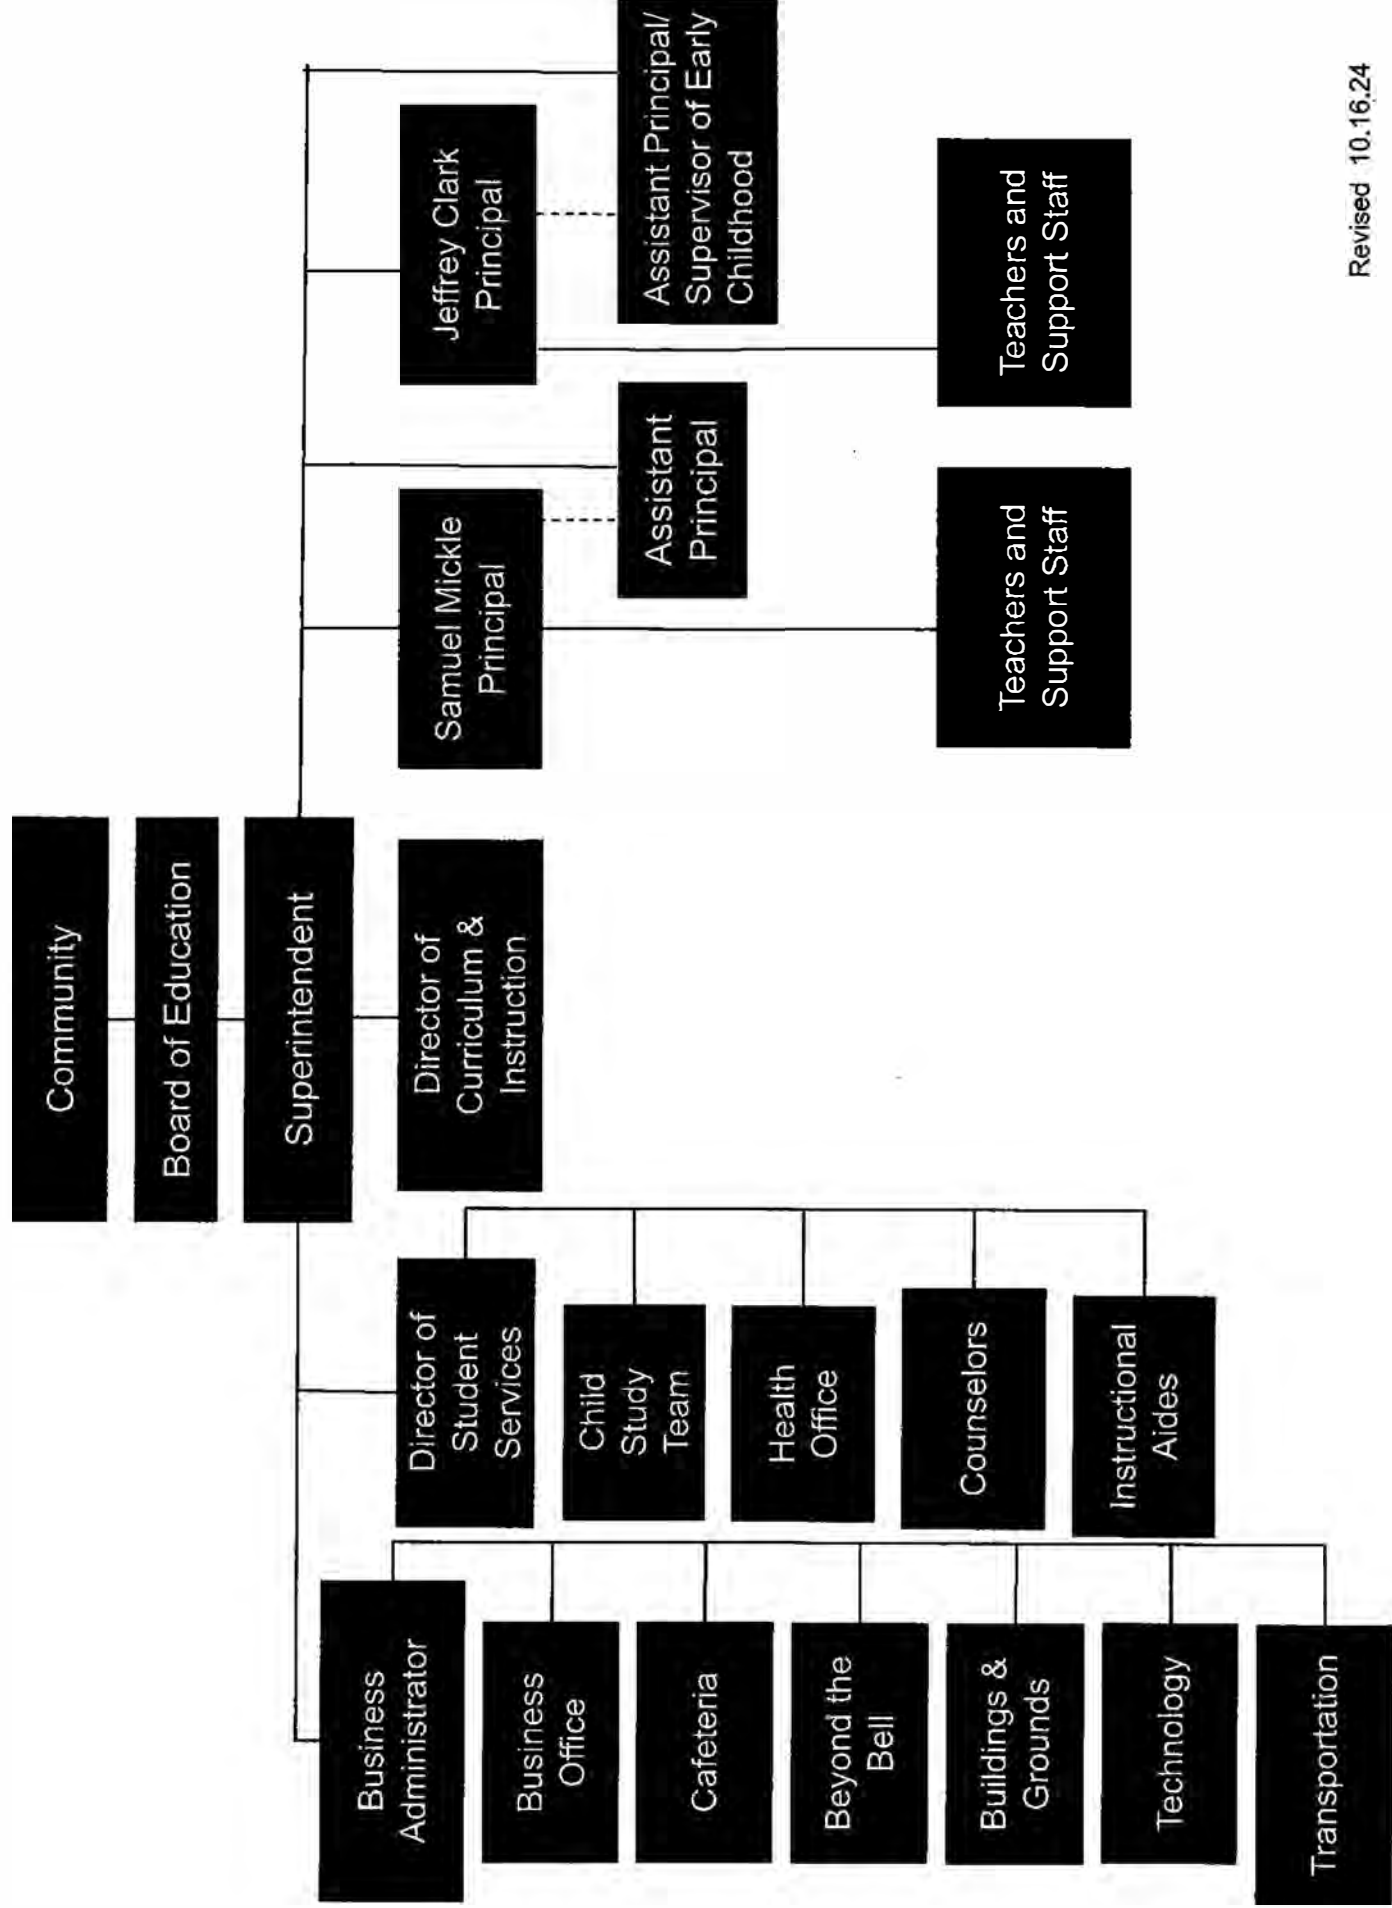 Community
Board of Education
Superintendent
Business
Administrator
Business
Office
Cafeteria
Beyond the
Bell
Buildings &
Grounds
Technology
Transportation
Director of
Student
Services
Child
Study
Team
Health
Office
Counselors
Instructional
Aides
Director of
Curriculum &
Instruction
Samuel Mickle
Principal
Assistant
Principal
Teachers and
Support Staff
Jeffrey Clark
Principal
Assistant Principal/
Supervisor of Early
Childhood
Teachers and
Support Staff
Revised 10.16.24